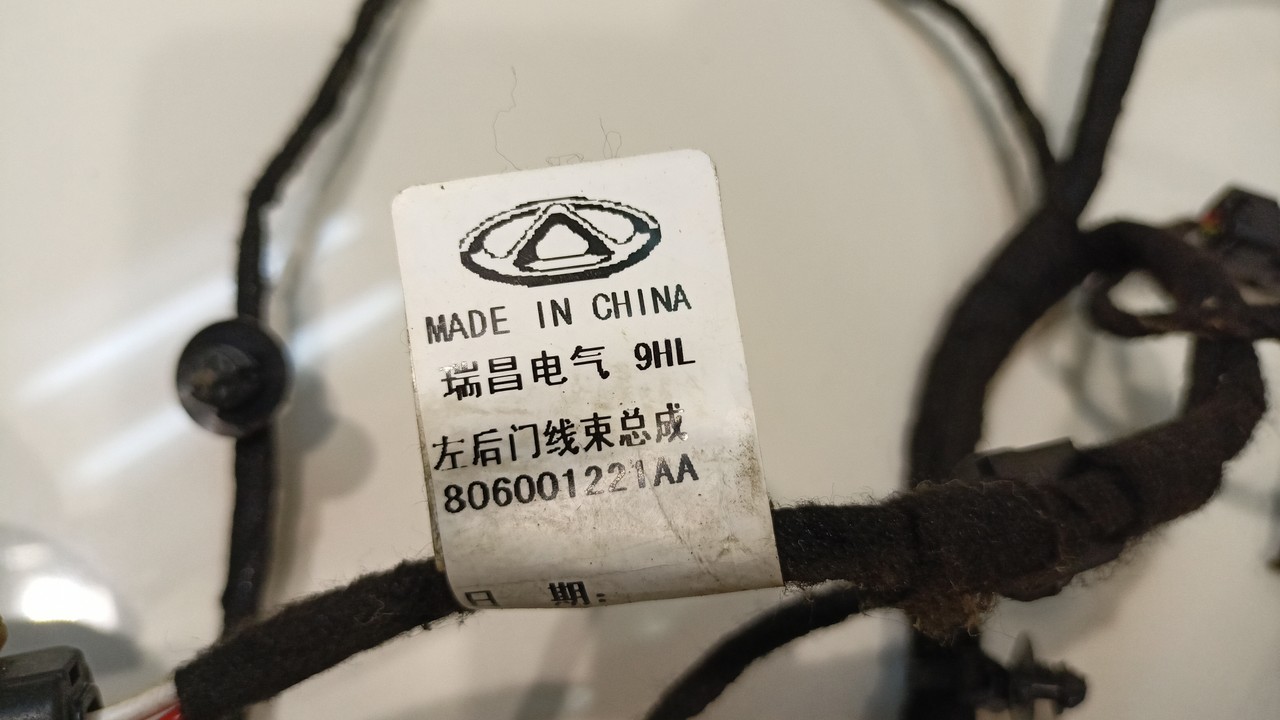 MADE IN CHINA
瑞昌电气 9HL
左后门线束总成
806001221AA
日 期: